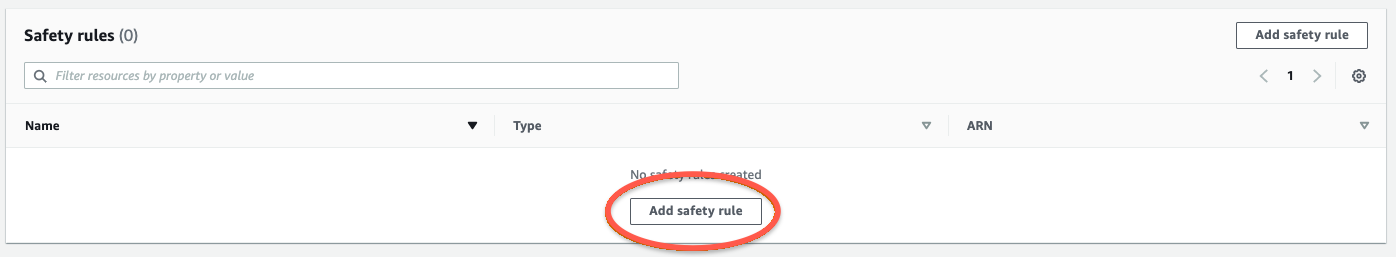 Safety rules (0)
Add safety rule
Filter resources by property or value
1
Name
Type
ARN
No safety rules created
Add safety rule